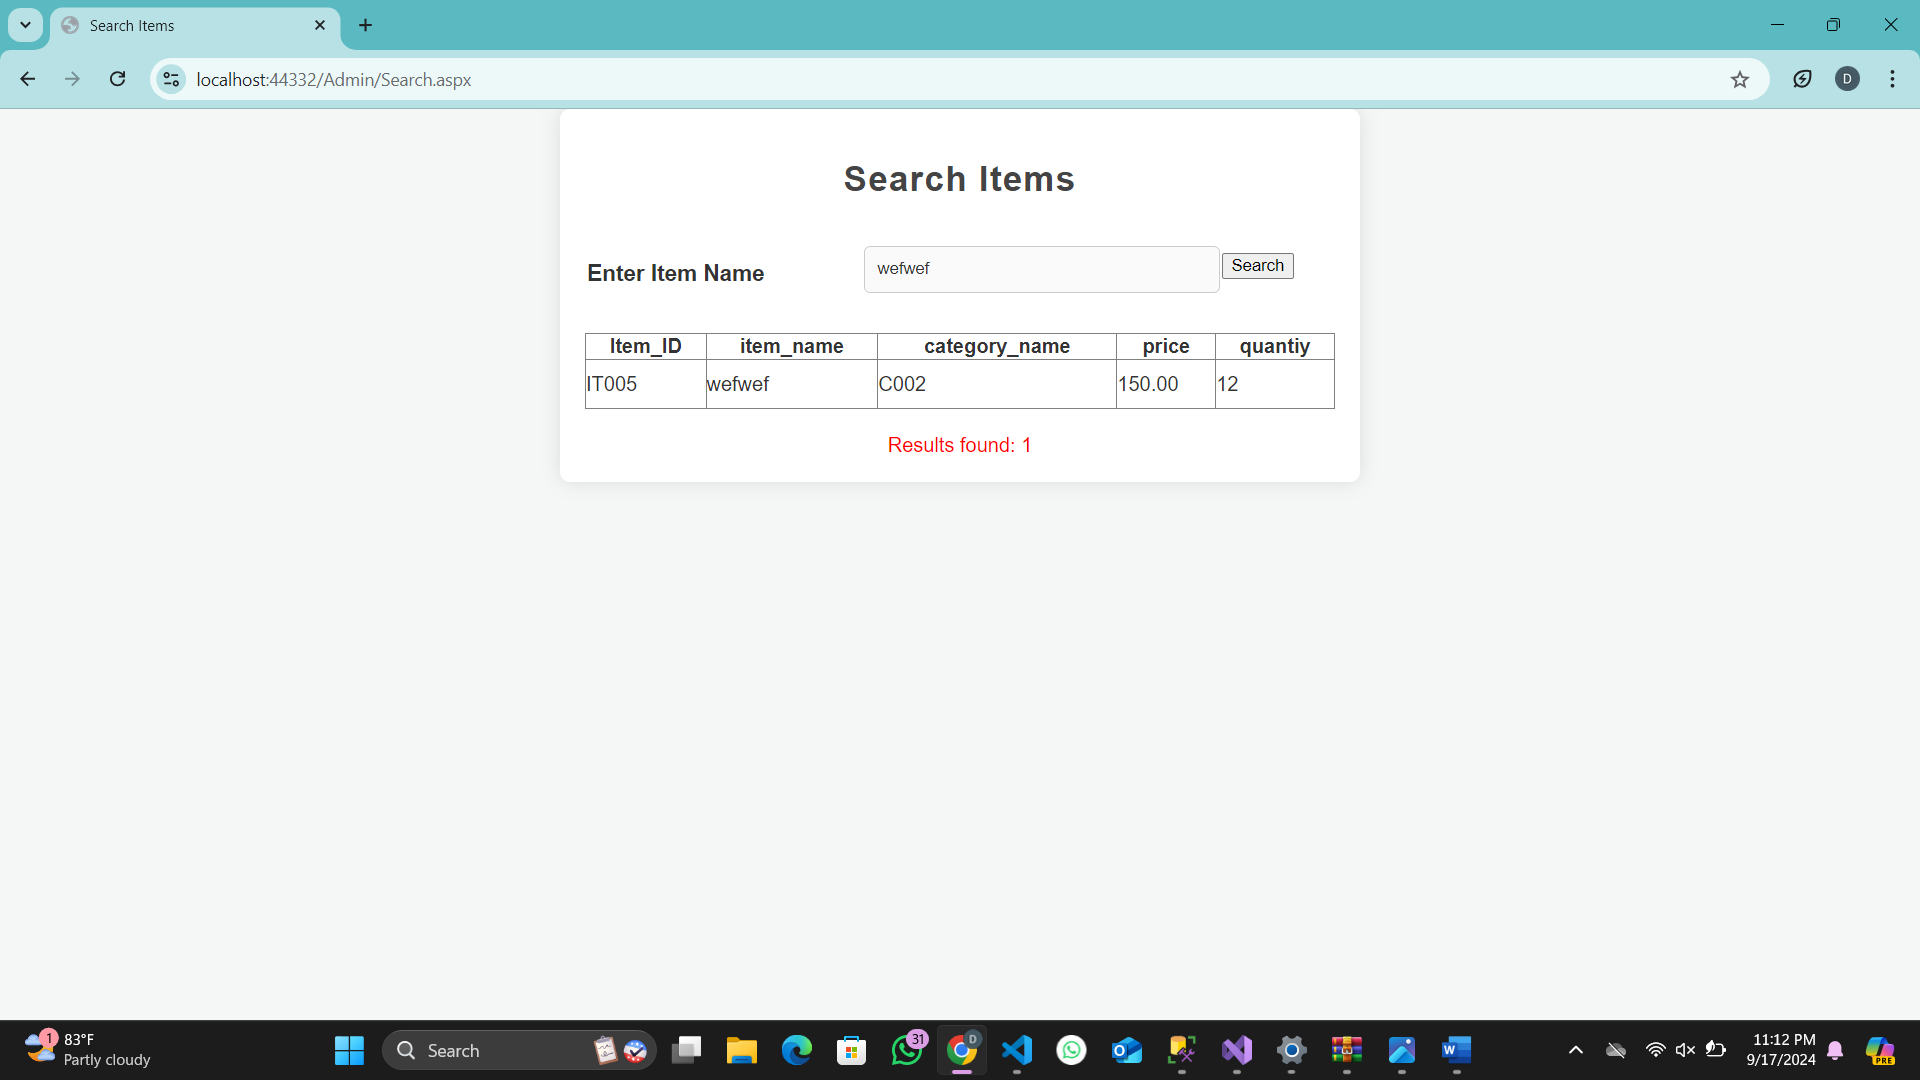 Search Items
localhost:44332/Admin/Search.aspx
D
Search Items
Enter Item Name
wefwef
Search
Item_ID item_name category_name price quantiy
IT005 wefwef C002 150.00 12
Results found: 1
1
83°F
Partly cloudy
Search
31
D
11:12 PM
9/17/2024
PRE